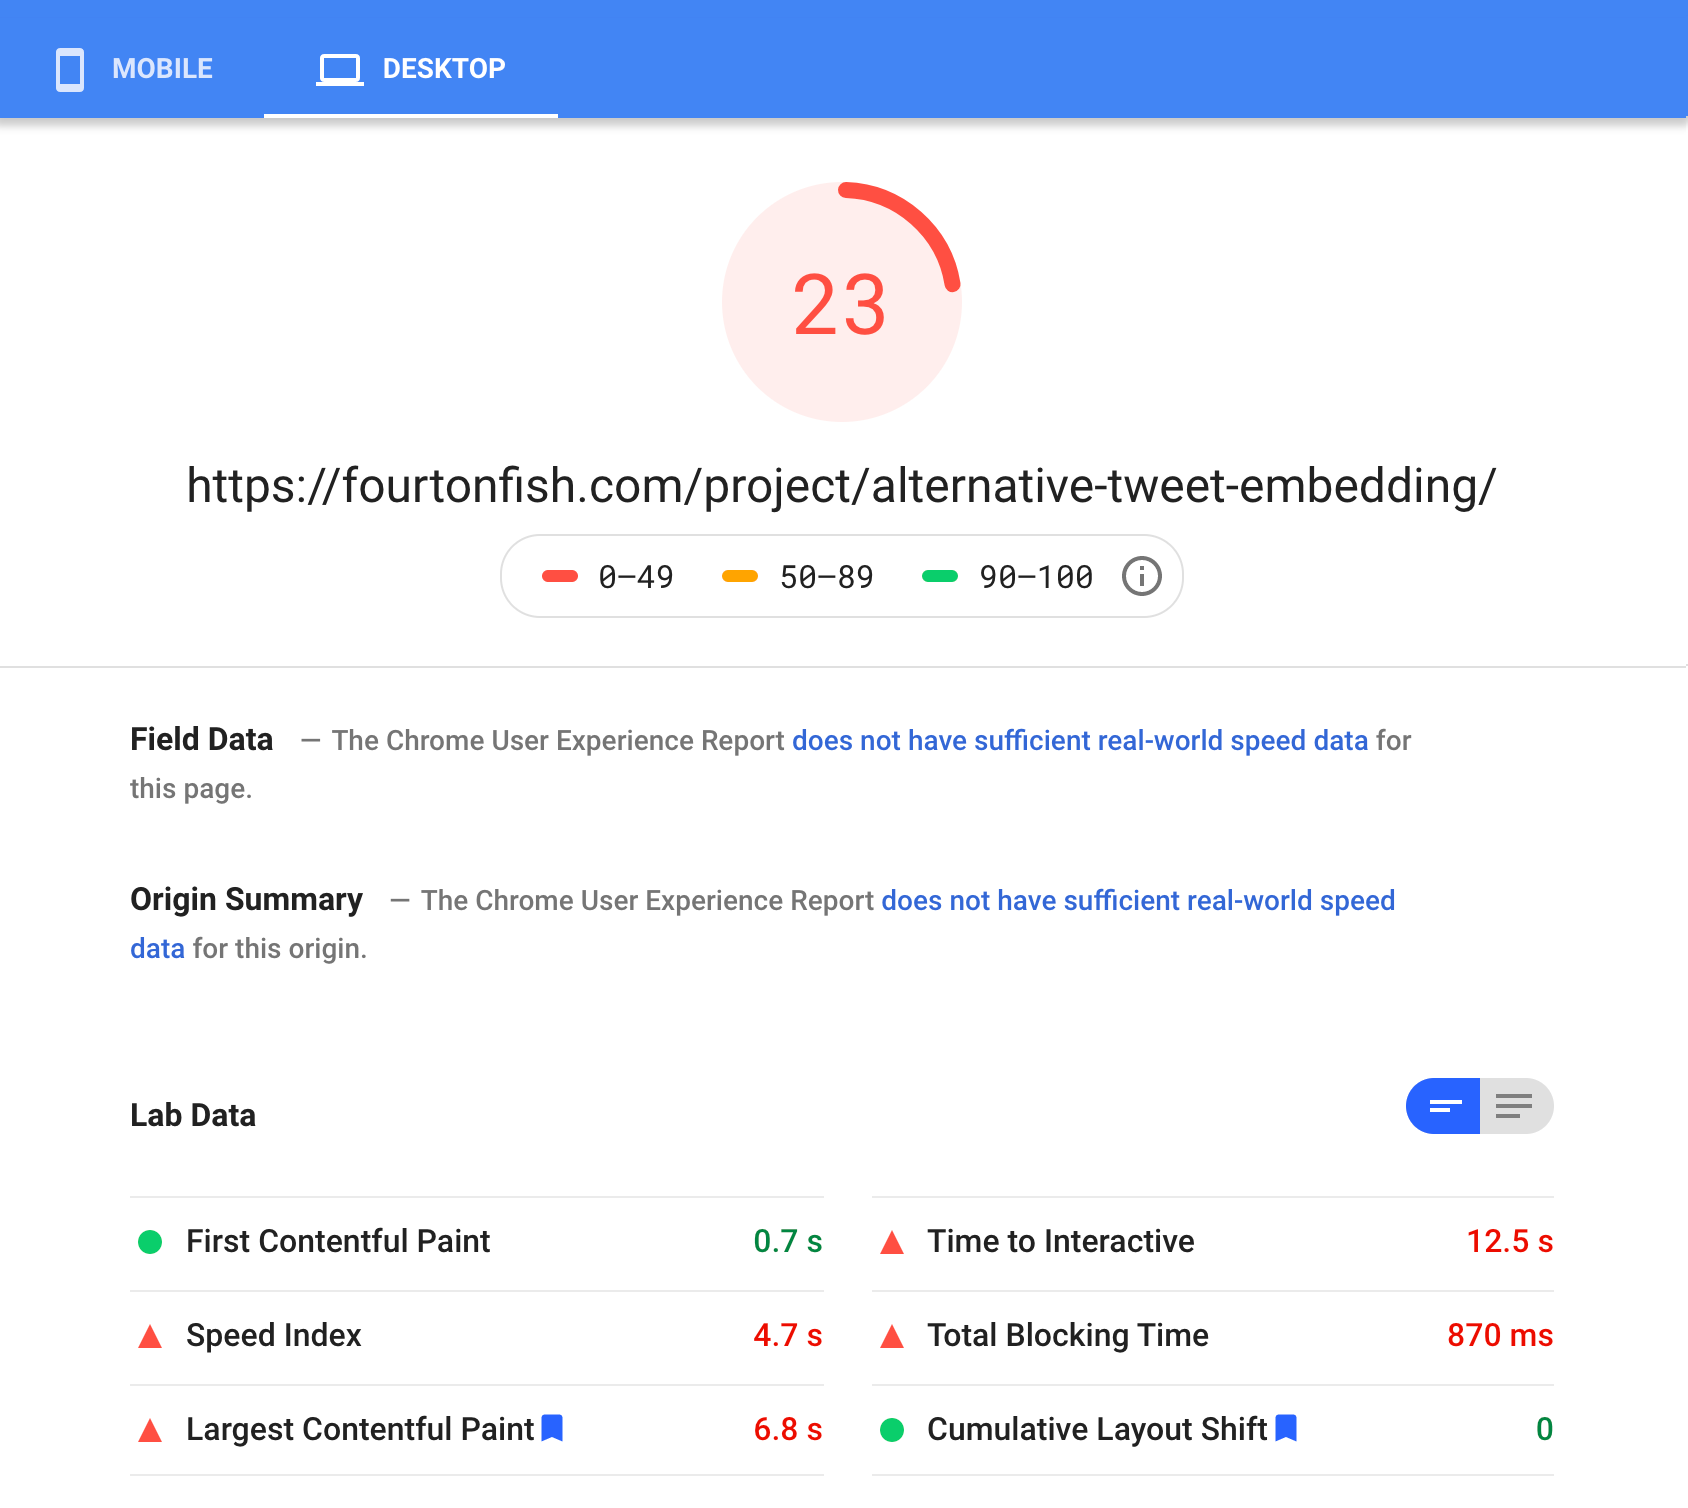 MOBILE
DESKTOP
23
https://fourtonfish.com/project/alternative-tweet-embedding/
0–49
50–89
90–100
Field Data — The Chrome User Experience Report does not have sufficient real-world speed data for
this page.
Origin Summary — The Chrome User Experience Report does not have sufficient real-world speed
data for this origin.
Lab Data
First Contentful Paint 0.7 s
Time to Interactive 12.5 s
Speed Index 4.7 s
Total Blocking Time 870 ms
Largest Contentful Paint 6.8 s
Cumulative Layout Shift 0